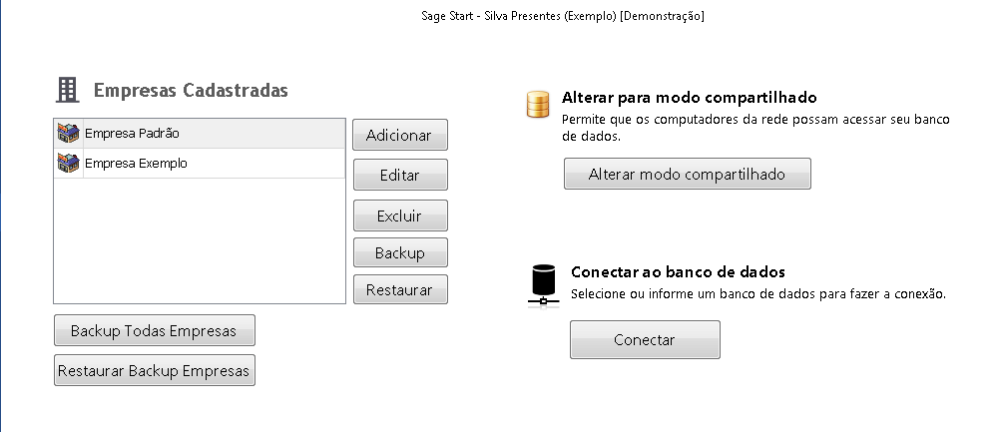 Sage Start - Silva Presentes (Exemplo) [Demonstração]
Empresas Cadastradas
Empresa Padrão
Empresa Exemplo
Adicionar
Editar
Excluir
Backup
Restaurar
Backup Todas Empresas
Restaurar Backup Empresas
Alterar para modo compartilhado
Permite que os computadores da rede possam acessar seu banco
de dados.
Alterar modo compartilhado
Conectar ao banco de dados
Selecione ou informe um banco de dados para fazer a conexão.
Conectar